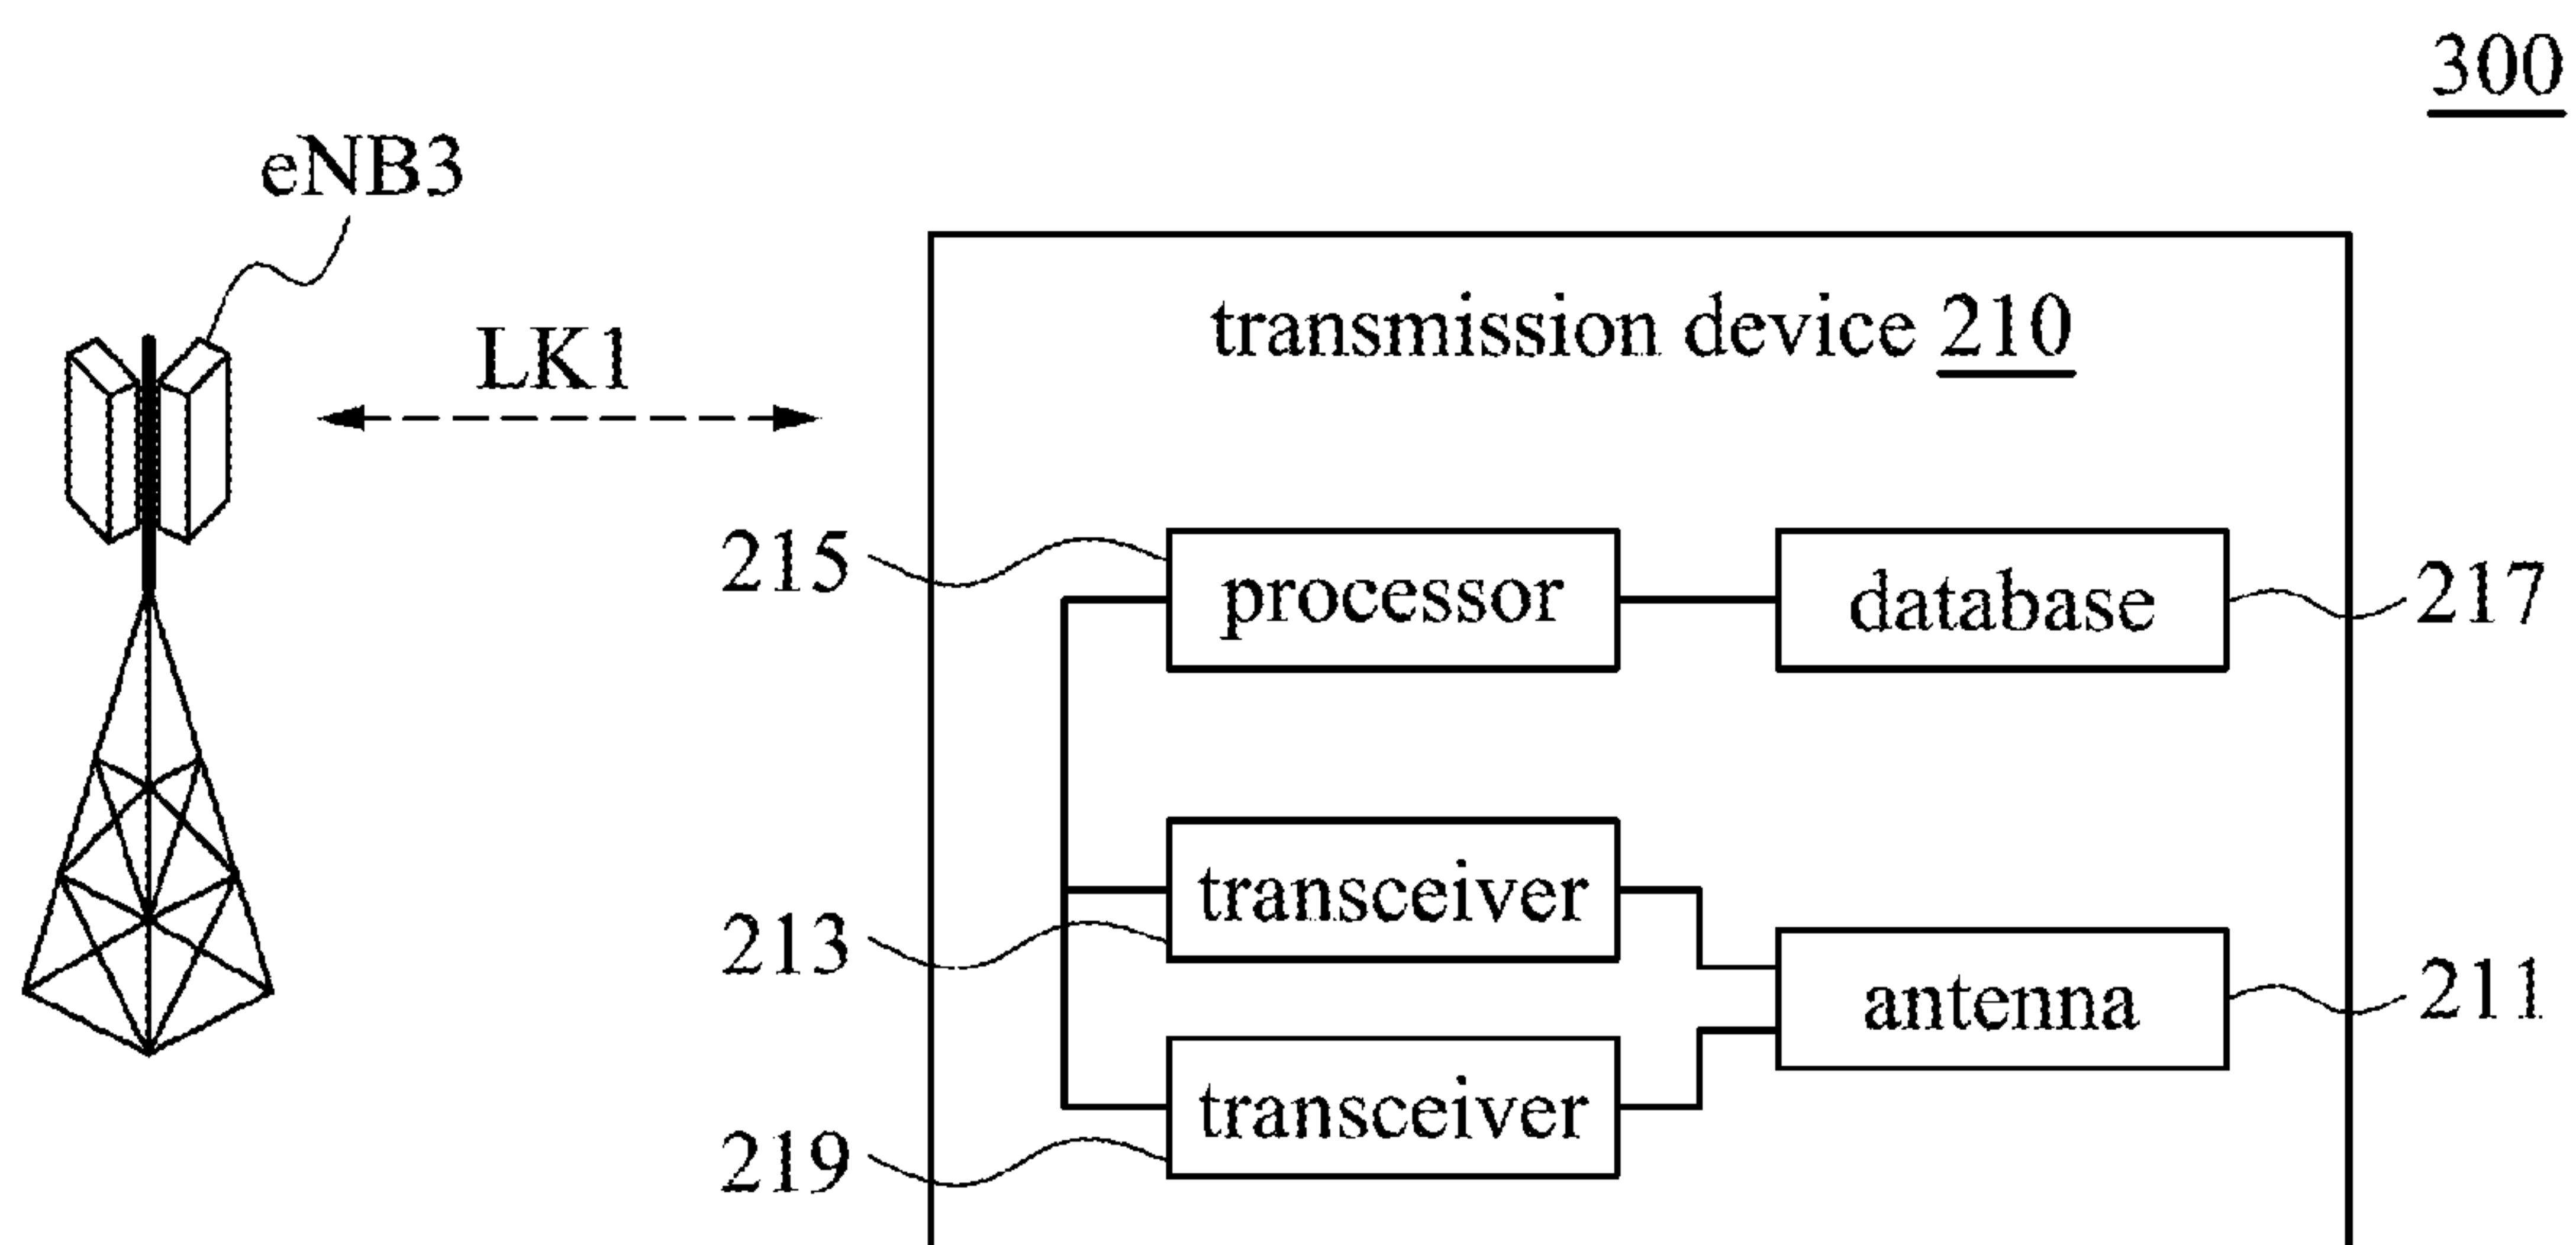 300
eNB3
LK1
transmission device 210
215
processor
database
217
213
transceiver
antenna
211
219
transceiver